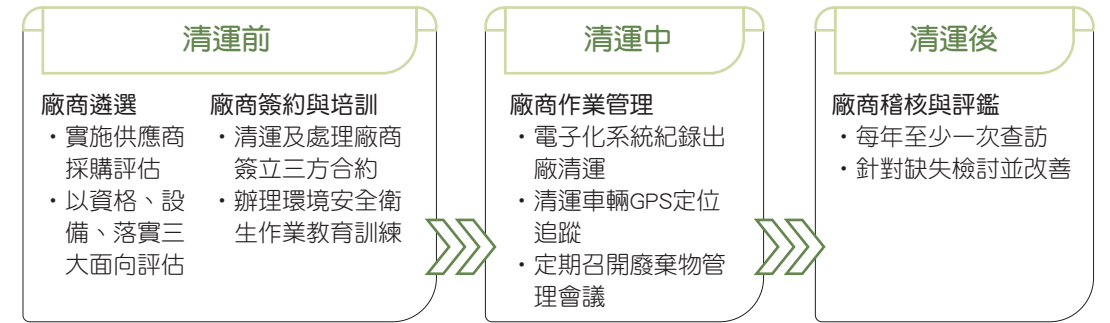 清運前
廠商遴選
・實施供應商
採購評估
・以資格、設
備、落實三
大面向評估
廠商簽約與培訓
・清運及處理廠商
簽立三方合約
・辦理環境安全衛
生作業教育訓練
清運中
廠商作業管理
・電子化系統紀錄出
廠清運
・清運車輛GPS定位
追蹤
・定期召開廢棄物管
理會議
清運後
廠商稽核與評鑑
・每年至少一次查訪
・針對缺失檢討並改善